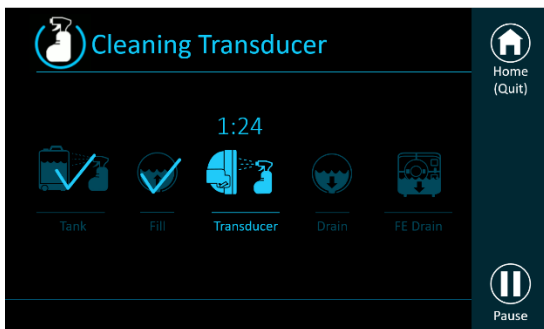 Cleaning Transducer
Home
(Quit)
1:24
Tank
Fill
Transducer
Drain
FE Drain
Pause